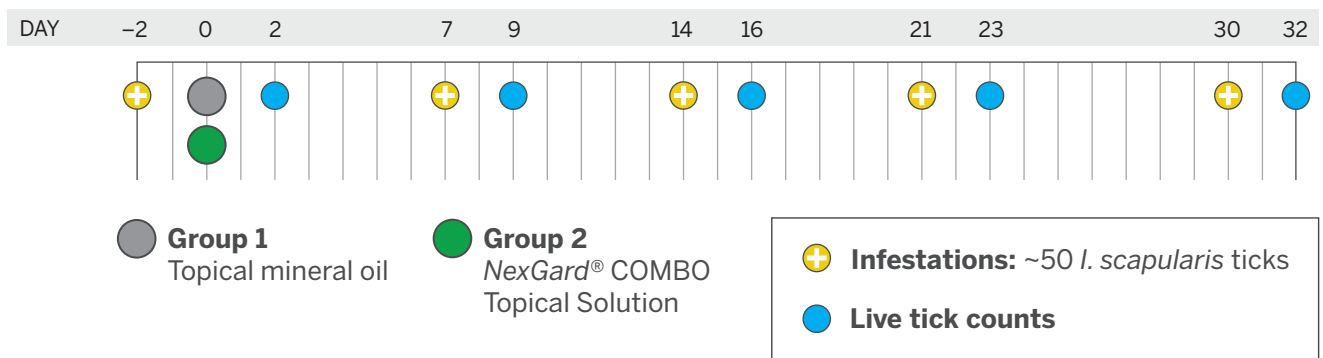 DAY –2 0 2 7 9 14 16 21 23 30 32
Group 1
Topical mineral oil
Group 2
NexGard® COMBO
Topical Solution
Infestations: ~50 I. scapularis ticks
Live tick counts